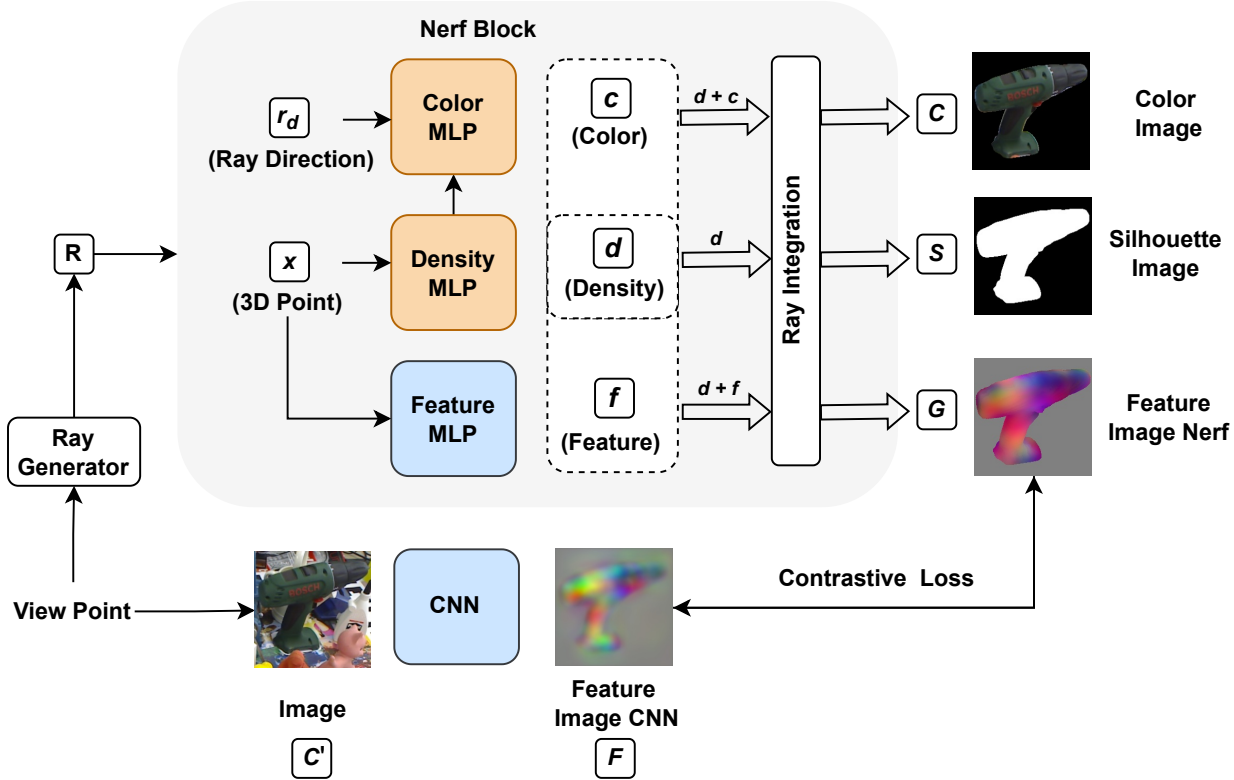 Nerf Block
r_d
(Ray Direction)
Color
MLP
c
(Color)
d + c
C
BOSCH
Color
Image
R
x
(3D Point)
Density
MLP
d
(Density)
d
Ray Integration
S
Silhouette
Image
Feature
MLP
f
(Feature)
d + f
G
Feature
Image Nerf
Ray
Generator
View Point
BOSCH
CNN
Contrastive Loss
Image
C'
Feature
Image CNN
F